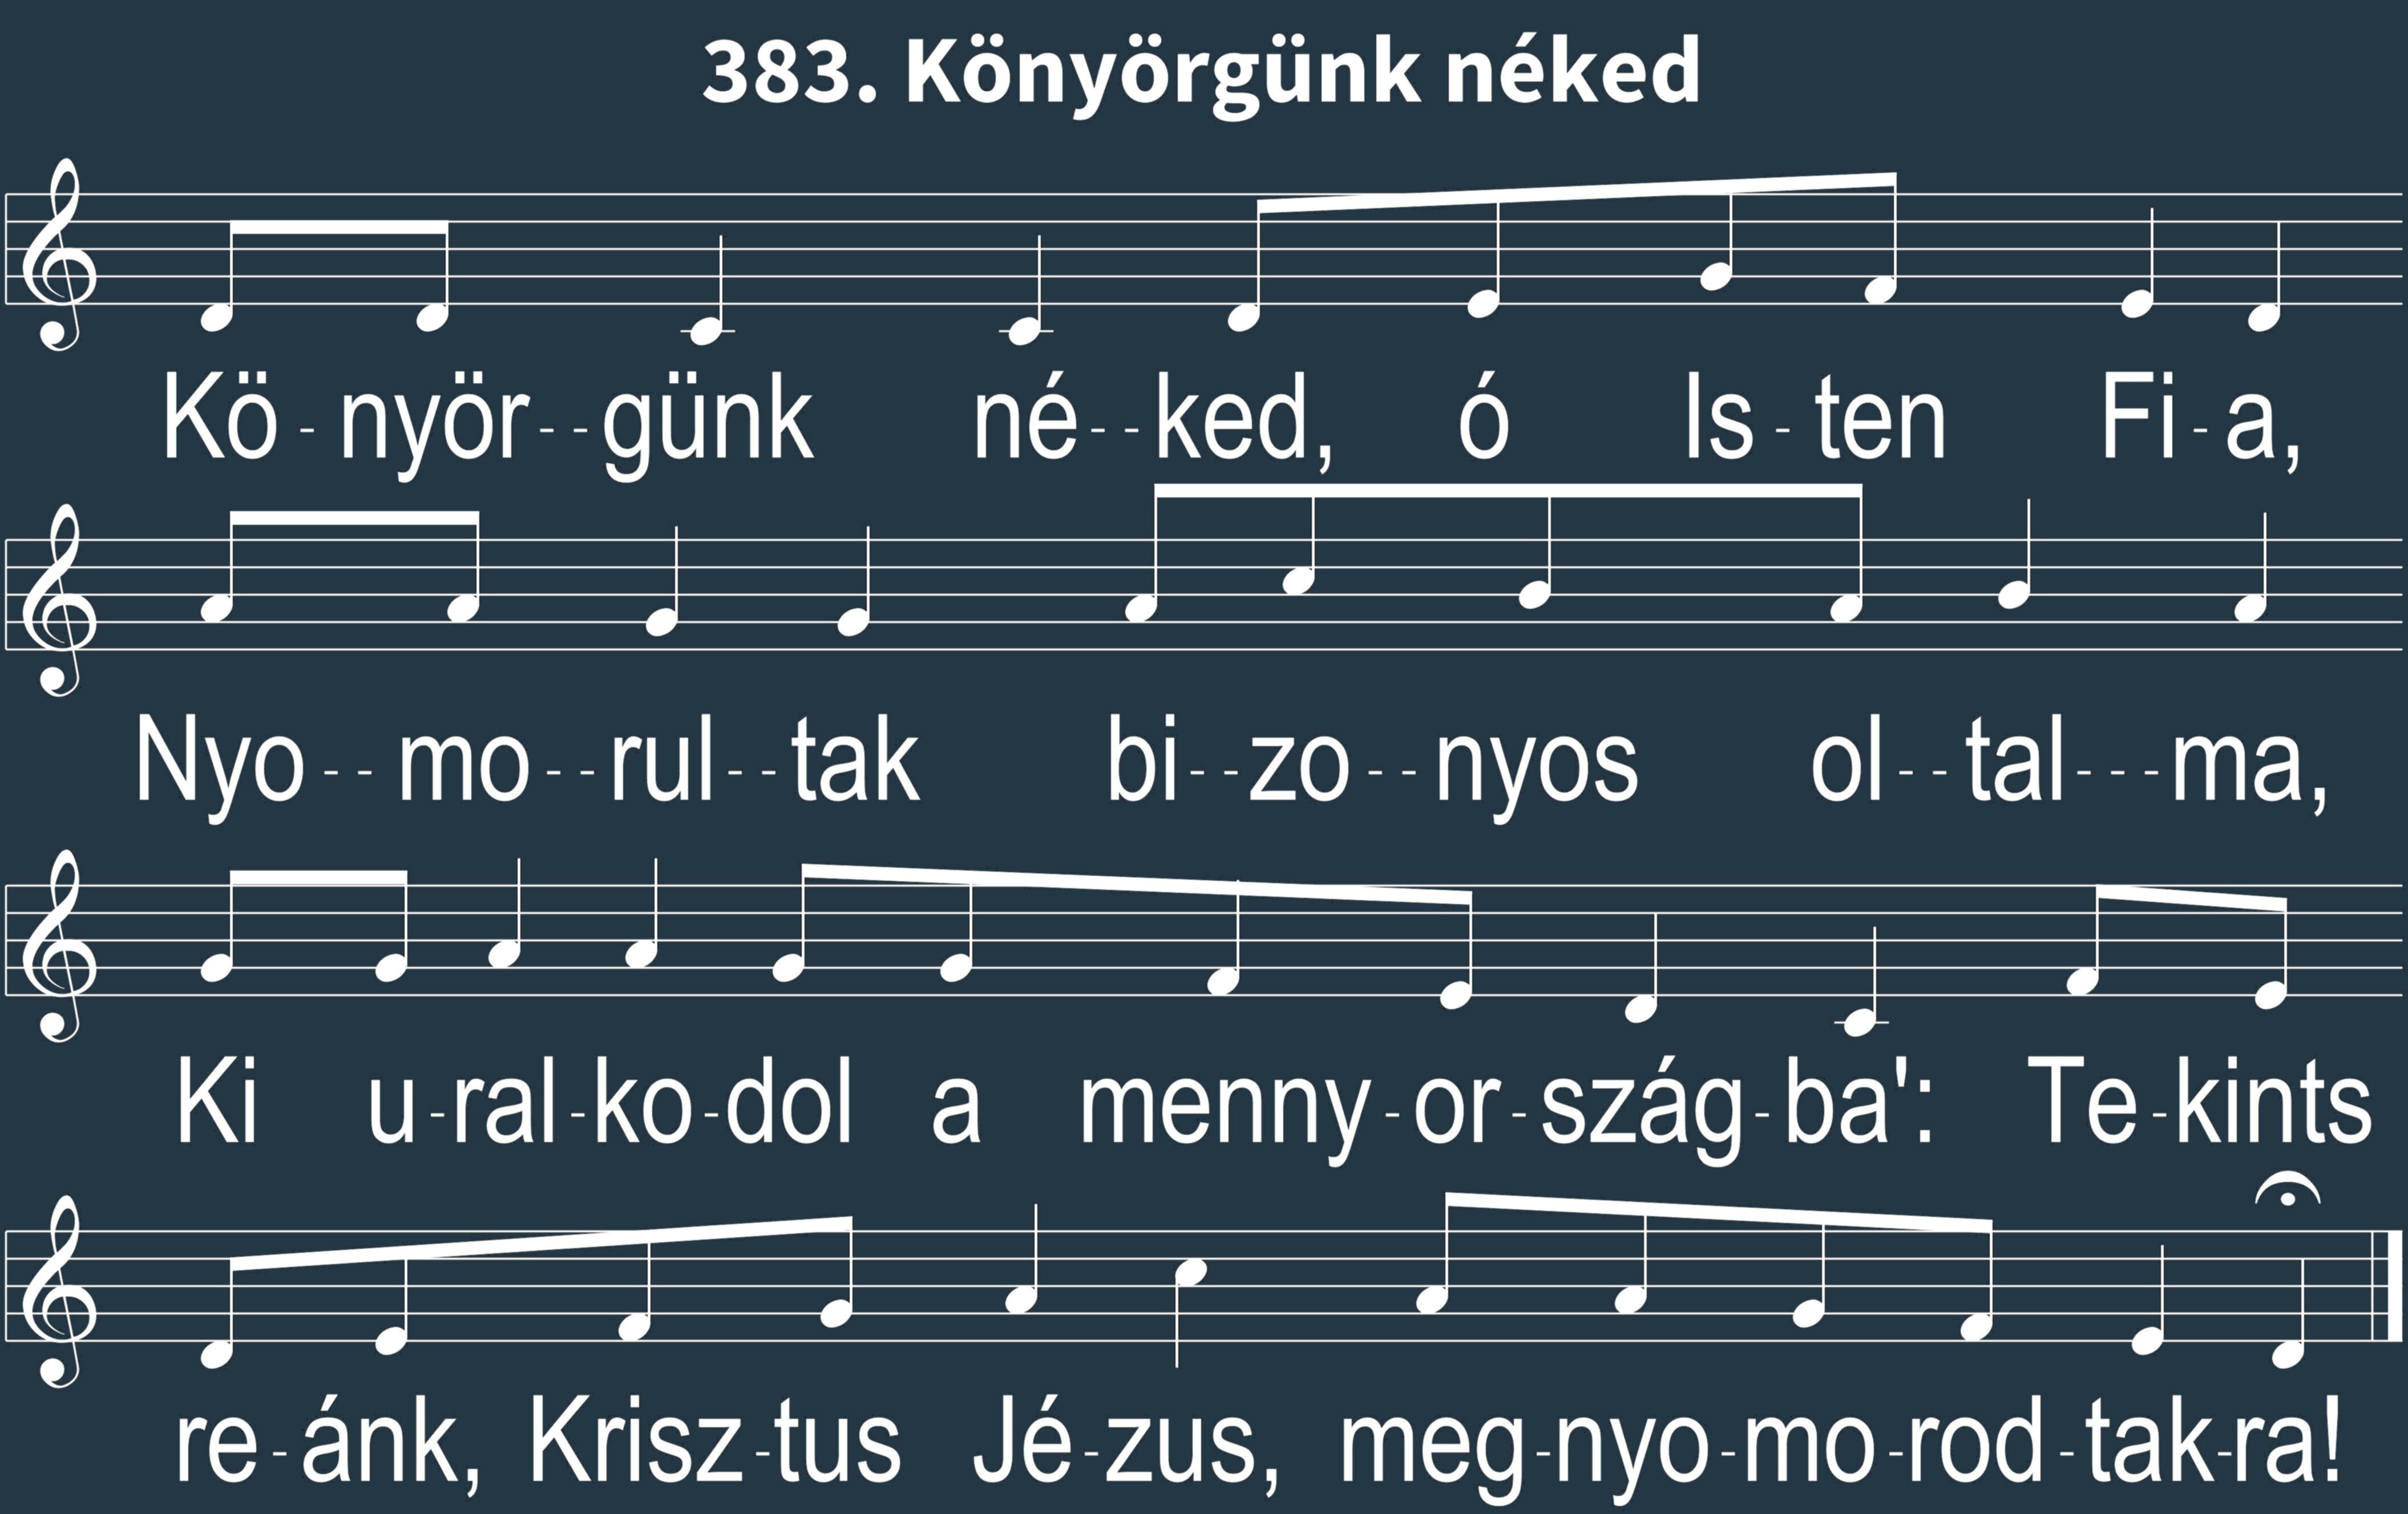 383. Könyörgünk néked
Kö - nyör - - günk né - - ked, ó Is - ten Fi - a,
Nyo - - mo - - rul - - tak bi - - zo - - nyos ol - - tal - - - ma,
Ki u - ral - ko - dol a menny - or - szág - ba': Te - kints
re - ánk, Krisz - tus Jé - zus, meg - nyo - mo - rod - tak - ra!